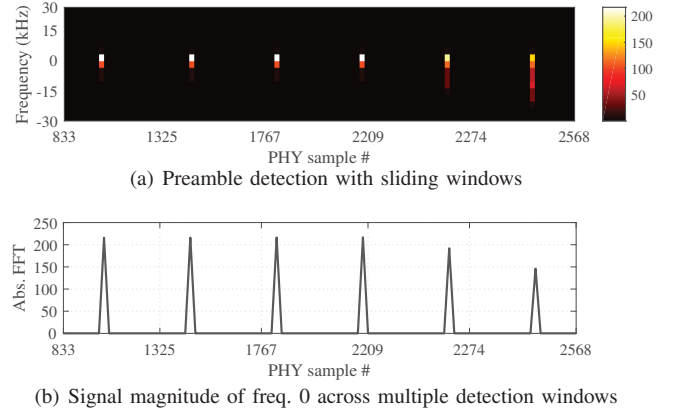 30
15
0
-15
-30
Frequency (kHz)
833 1325 1767 2209 2274 2568
PHY sample #
200
150
100
50
(a) Preamble detection with sliding windows
250
200
150
100
50
0
Abs. FFT
833 1325 1767 2209 2274 2568
PHY sample #
(b) Signal magnitude of freq. 0 across multiple detection windows